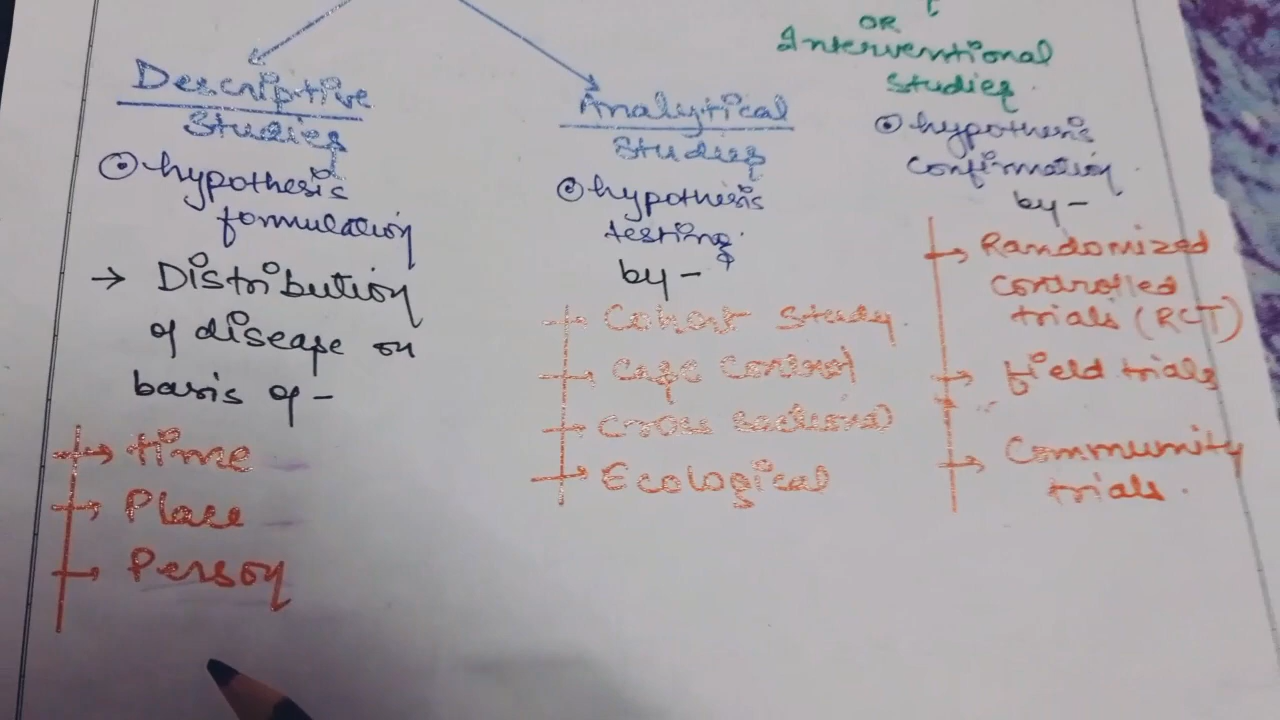 Descriptive
Studies
hypothesis
formulation
→ Distribution
of disease on
basis of -
time
Place
Person
Analytical
Studies
hypothesis
testing
by -
Cohort study
Case control
Cross sectional
Ecological
OR
Interventional
Studies
hypothesis
confirmation
by -
Randomized
controlled
trials (RCT)
field trials
Community
trials